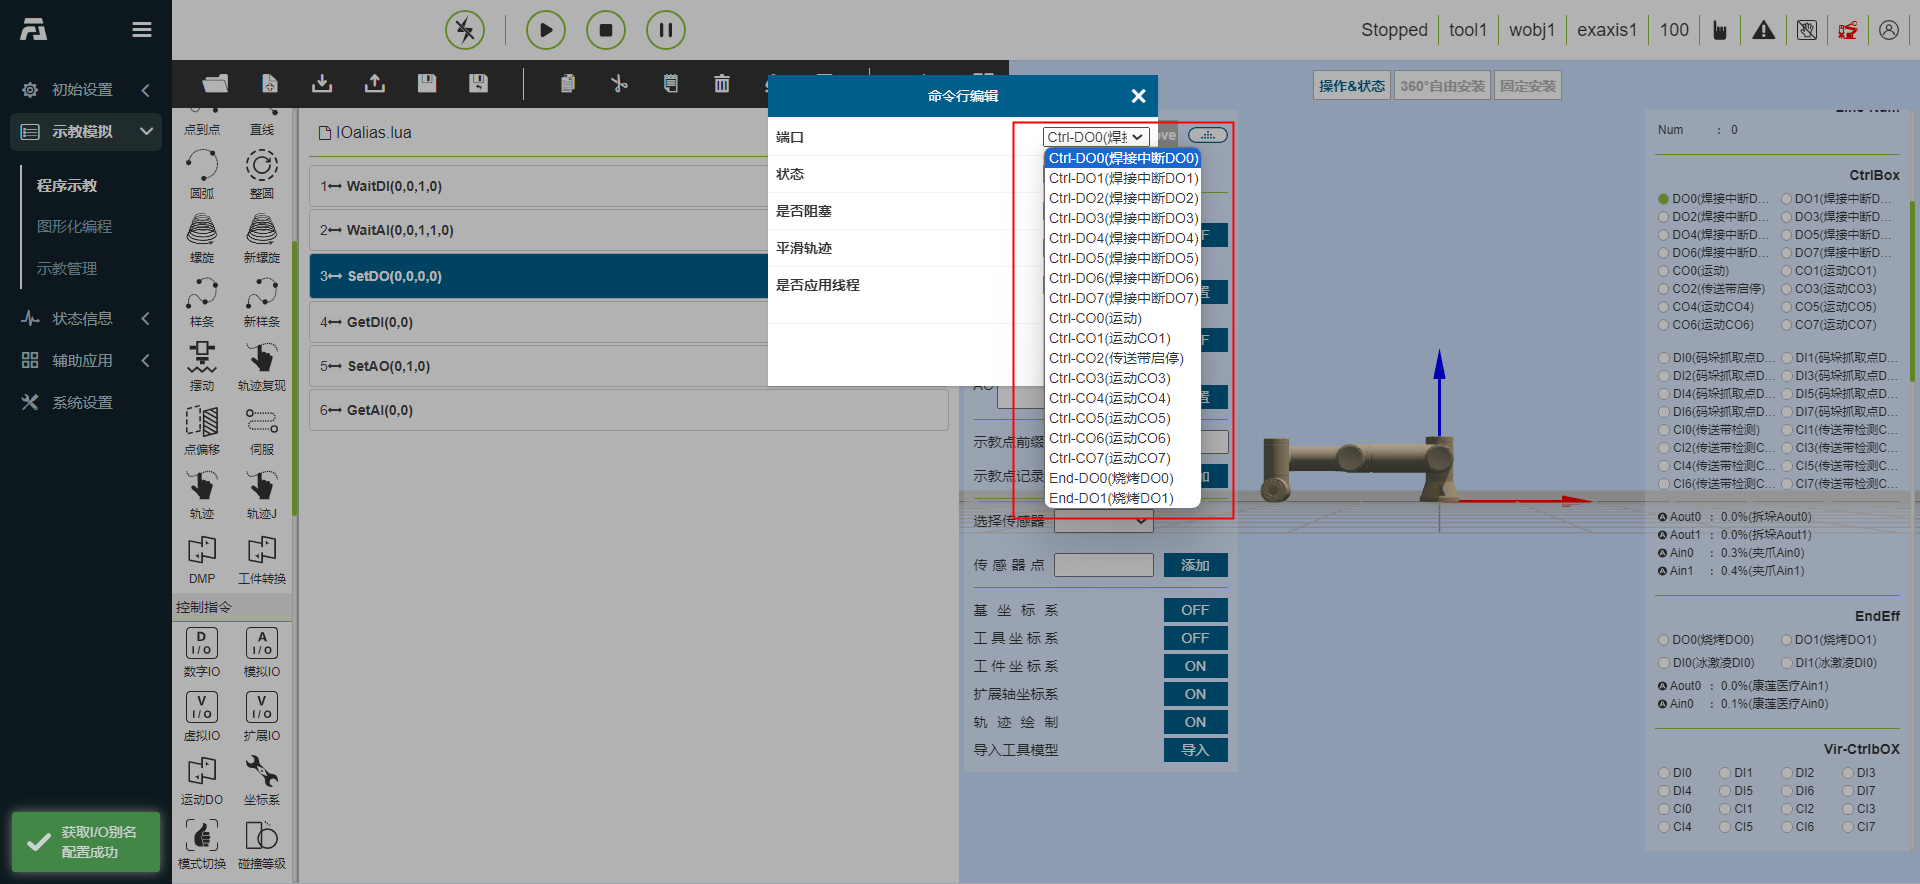 Stopped
tool1
wobj1
exaxis1
100
初始设置
示教模拟
程序示教
图形化编程
示教管理
状态信息
辅助应用
系统设置
获取I/O别名
配置成功
点到点
直线
圆弧
整圆
螺旋
新螺旋
样条
新样条
摆动
轨迹复现
点偏移
伺服
轨迹
轨迹J
DMP
工件转换
控制指令
D
I/O
A
I/O
数字IO
模拟IO
V
I/O
V
I/O
虚拟IO
扩展IO
运动DO
坐标系
模式切换
碰撞等级
IOalias.lua
1 WaitDI(0,0,1,0)
2 WaitAI(0,0,1,1,0)
3 SetDO(0,0,0,0)
4 GetDI(0,0)
5 SetAO(0,1,0)
6 GetAI(0,0)
命令行编辑
端口
Ctrl-DO0(焊
状态
是否阻塞
平滑轨迹
是否应用线程
Ctrl-DO0(焊接中断DO0)
Ctrl-DO1(焊接中断DO1)
Ctrl-DO2(焊接中断DO2)
Ctrl-DO3(焊接中断DO3)
Ctrl-DO4(焊接中断DO4)
Ctrl-DO5(焊接中断DO5)
Ctrl-DO6(焊接中断DO6)
Ctrl-DO7(焊接中断DO7)
Ctrl-CO0(运动)
Ctrl-CO1(运动CO1)
Ctrl-CO2(传送带启停)
Ctrl-CO3(运动CO3)
Ctrl-CO4(运动CO4)
Ctrl-CO5(运动CO5)
Ctrl-CO6(运动CO6)
Ctrl-CO7(运动CO7)
End-DO0(烧烤DO0)
End-DO1(烧烤DO1)
ove
F
置
F
置
示教点前缀
示教点记录
加
选择传感器
传感器点
添加
基坐标系
OFF
工具坐标系
OFF
工件坐标系
ON
扩展轴坐标系
ON
轨迹绘制
ON
导入工具模型
导入
操作&状态
360°自由安装
固定安装
Num : 0
CtrlBox
DO0(焊接中断D... DO1(焊接中断D...
DO2(焊接中断D... DO3(焊接中断D...
DO4(焊接中断D... DO5(焊接中断D...
DO6(焊接中断D... DO7(焊接中断D...
CO0(运动) CO1(运动CO1)
CO2(传送带启停) CO3(运动CO3)
CO4(运动CO4) CO5(运动CO5)
CO6(运动CO6) CO7(运动CO7)
DI0(码垛抓取点D... DI1(码垛抓取点D...
DI2(码垛抓取点D... DI3(码垛抓取点D...
DI4(码垛抓取点D... DI5(码垛抓取点D...
DI6(码垛抓取点D... DI7(码垛抓取点D...
CI0(传送带检测) CI1(传送带检测C...
CI2(传送带检测C... CI3(传送带检测C...
CI4(传送带检测C... CI5(传送带检测C...
CI6(传送带检测C... CI7(传送带检测C...
Aout0 : 0.0%(拆垛Aout0)
Aout1 : 0.0%(拆垛Aout1)
Ain0 : 0.3%(夹爪Ain0)
Ain1 : 0.4%(夹爪Ain1)
EndEff
DO0(烧烤DO0) DO1(烧烤DO1)
DI0(冰激凌DI0) DI1(冰激凌DI1)
Aout0 : 0.0%(康莲医疗Ain1)
Ain0 : 0.1%(康莲医疗Ain0)
Vir-CtrlbOX
DI0 DI1 DI2 DI3
DI4 DI5 DI6 DI7
CI0 CI1 CI2 CI3
CI4 CI5 CI6 CI7